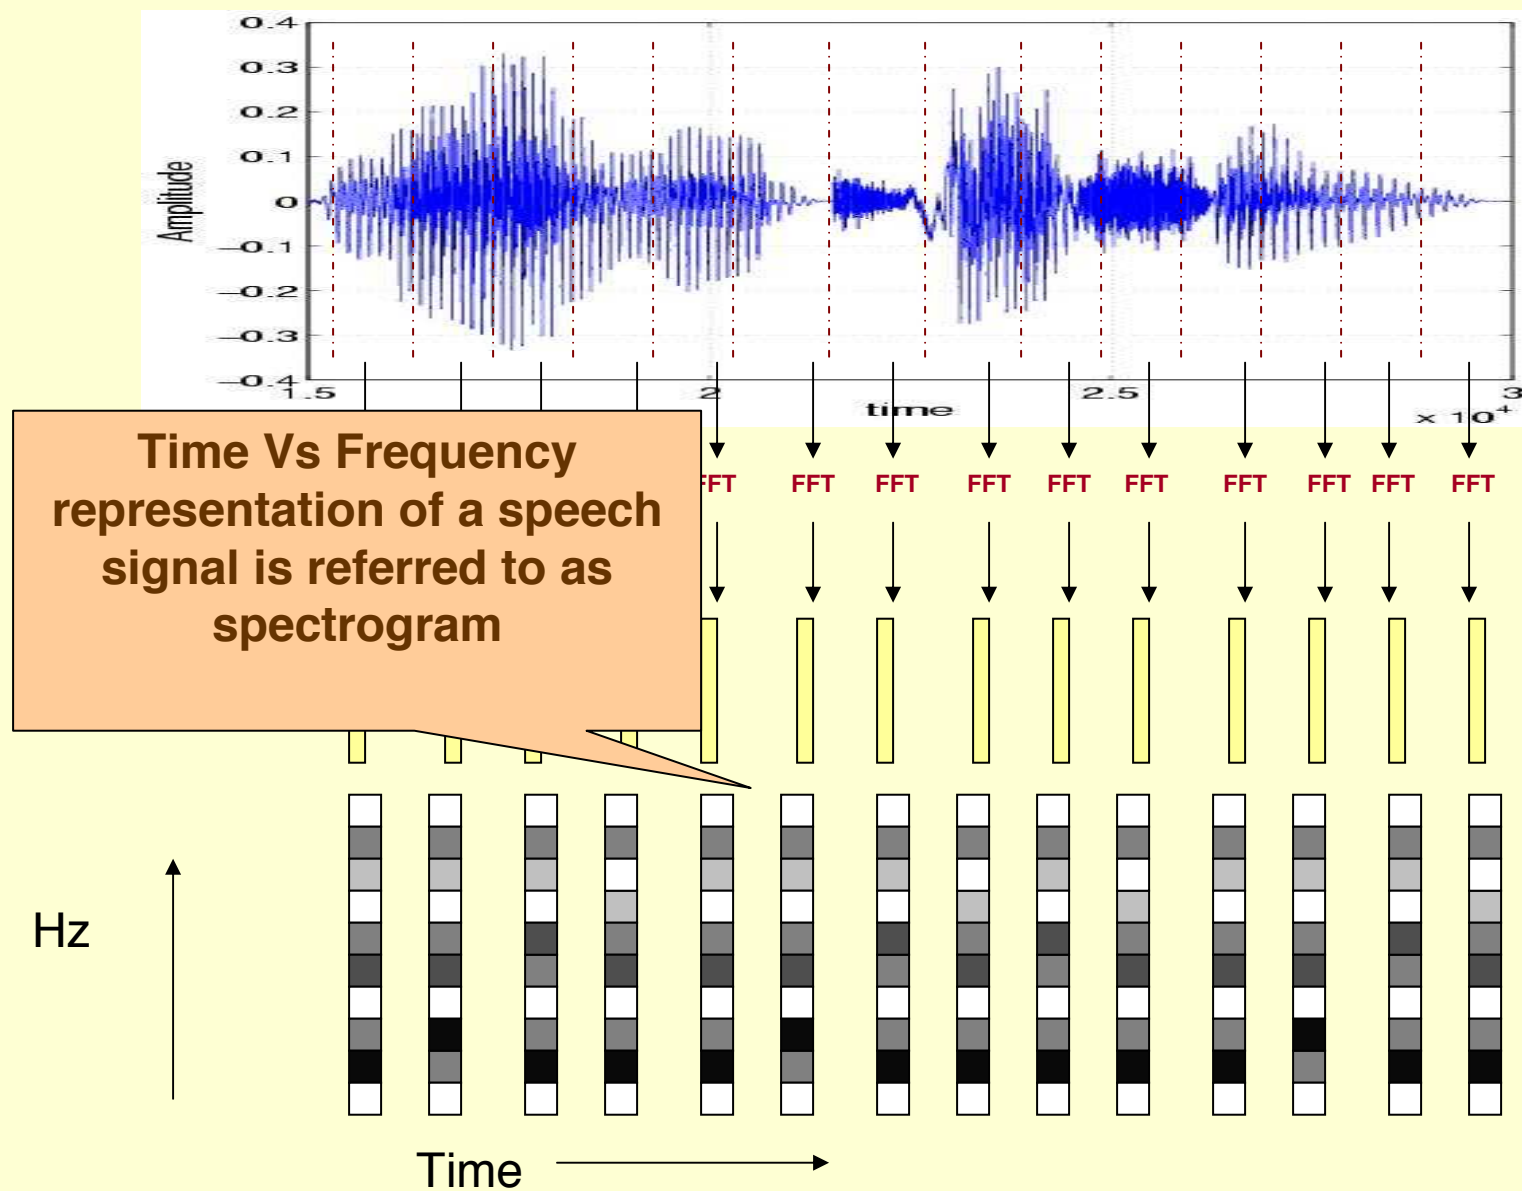 0.4
0.3
0.2
0.1
0
−0.1
−0.2
−0.3
−0.4
Amplitude
1.5 2 2.5 3
time
x 10⁴
Time Vs Frequency
representation of a speech
signal is referred to as
spectrogram
FFT FFT FFT FFT FFT FFT FFT FFT FFT FFT
Hz
Time